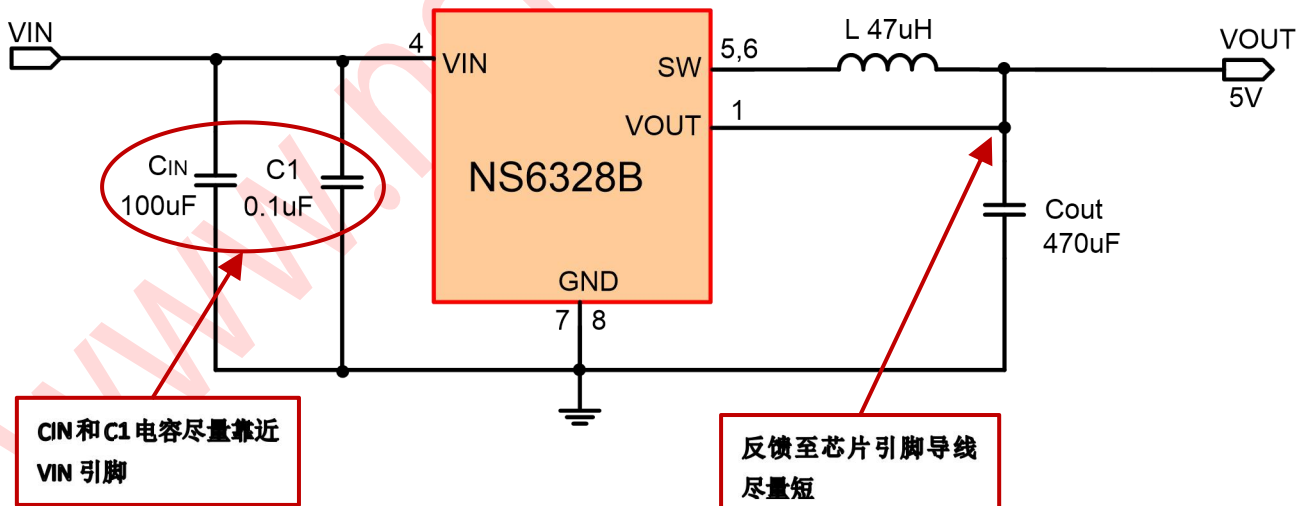 VIN
4
VIN
SW
5,6
L 47uH
VOUT
5V
VOUT
1
CIN
100uF
C1
0.1uF
NS6328B
Cout
470uF
GND
7
8
CIN和C1电容尽量靠近
VIN 引脚
反馈至芯片引脚导线
尽量短